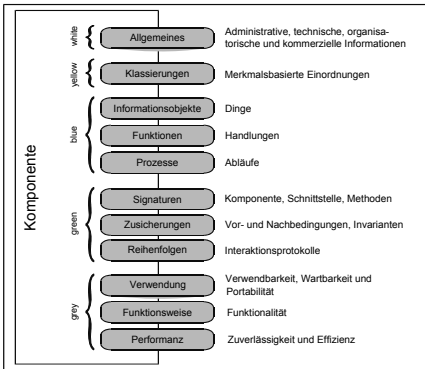 Komponente
white
Allgemeines
Administrative, technische, organisa-
torische und kommerzielle Informationen
yellow
Klassierungen
Merkmalsbasierte Einordnungen
blue
Informationsobjekte
Dinge
Funktionen
Handlungen
Prozesse
Abläufe
green
Signaturen
Komponente, Schnittstelle, Methoden
Zusicherungen
Vor- und Nachbedingungen, Invarianten
Reihenfolgen
Interaktionsprotokolle
grey
Verwendung
Verwendbarkeit, Wartbarkeit und
Portabilität
Funktionsweise
Funktionalität
Performanz
Zuverlässigkeit und Effizienz